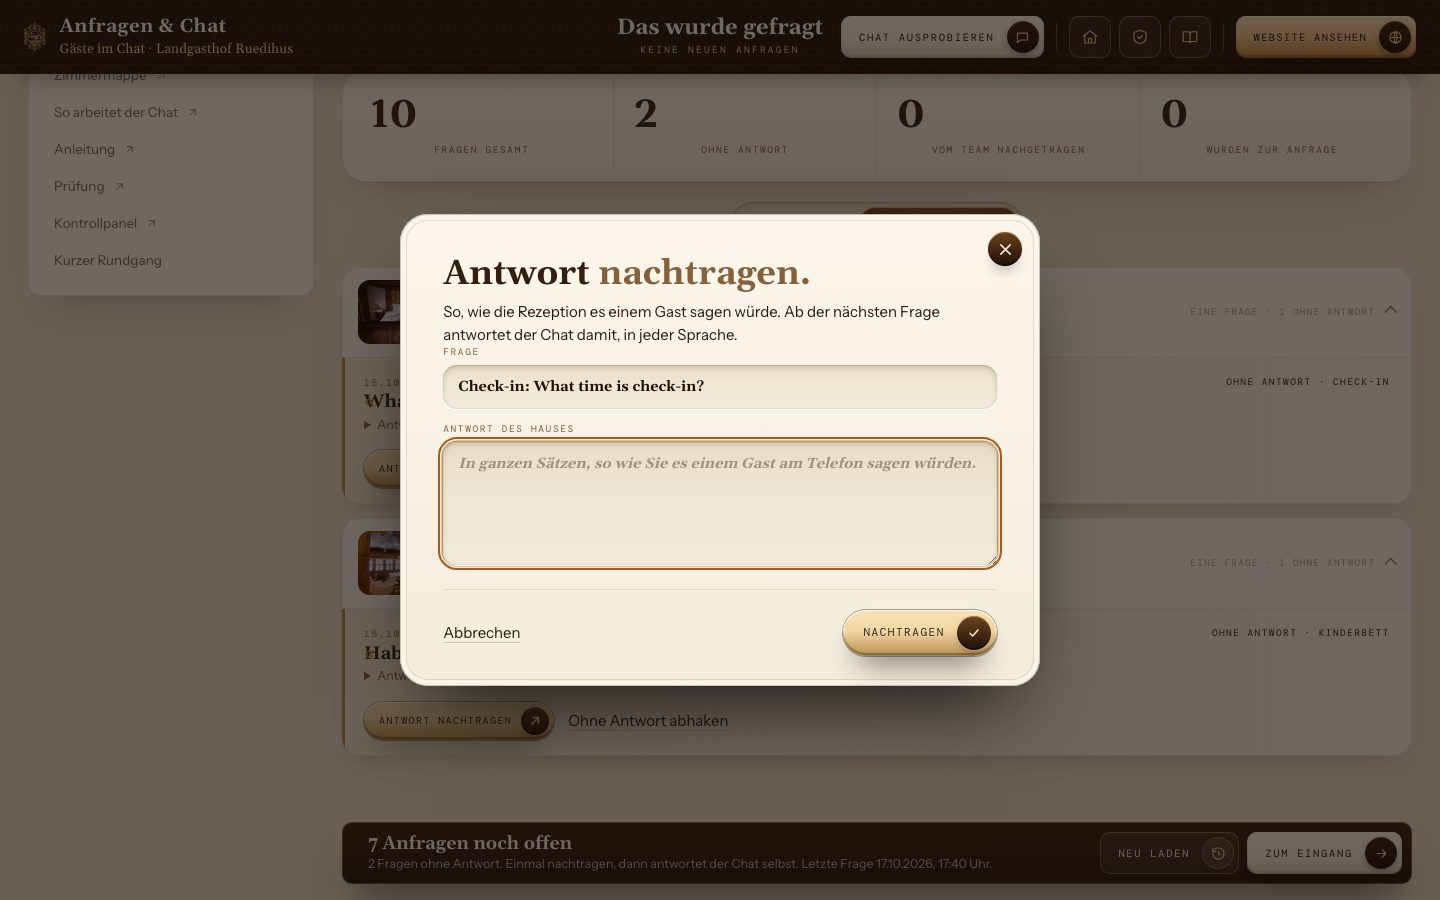 Anfragen & Chat
Gäste im Chat · Landgasthof Ruedihus
Das wurde gefragt
KEINE NEUEN ANFRAGEN
CHAT AUSPROBIEREN
WEBSITE ANSEHEN
Zimmermappe
So arbeitet der Chat
Anleitung
Prüfung
Kontrollpanel
Kurzer Rundgang
10
FRAGEN GESAMT
2
OHNE ANTWORT
0
VOM TEAM NACHGETRAGEN
0
WURDEN ZUR ANFRAGE
Antwort nachtragen.
So, wie die Rezeption es einem Gast sagen würde. Ab der nächsten Frage
antwortet der Chat damit, in jeder Sprache.
FRAGE
Check-in: What time is check-in?
ANTWORT DES HAUSES
In ganzen Sätzen, so wie Sie es einem Gast am Telefon sagen würden.
Abbrechen
NACHTRAGEN
EINE FRAGE · 1 OHNE ANTWORT
15.10
OHNE ANTWORT · CHECK-IN
EINE FRAGE · 1 OHNE ANTWORT
15.10
OHNE ANTWORT · KINDERBETT
ANTWORT NACHTRAGEN
Ohne Antwort abhaken
7 Anfragen noch offen
2 Fragen ohne Antwort. Einmal nachtragen, dann antwortet der Chat selbst. Letzte Frage 17.10.2026, 17:40 Uhr.
NEU LADEN
ZUM EINGANG